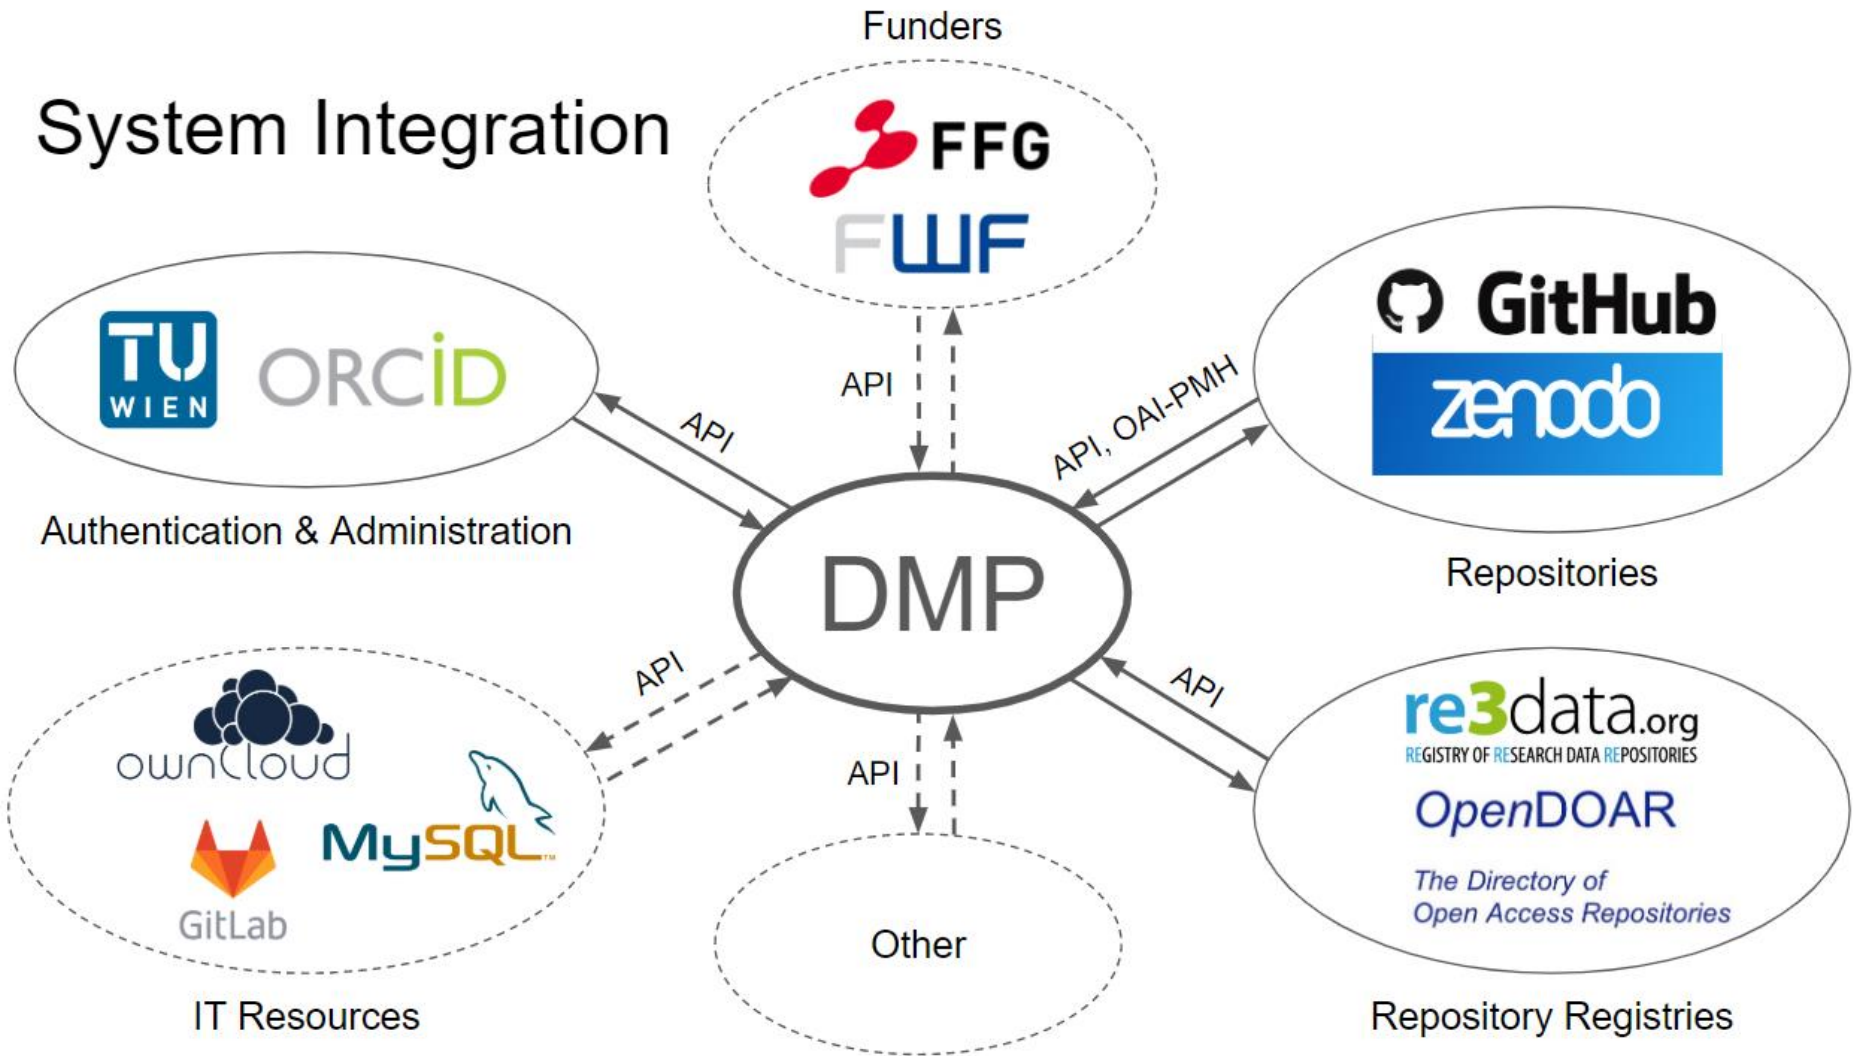 Funders
System Integration
FFG
FWF
TU
WIEN
ORCID
Authentication & Administration
API
API
API, OAI-PMH
GitHub
zenodo
Repositories
DMP
API
API
API
ownCloud
MySQL™
GitLab
IT Resources
Other
re3data.org
REGISTRY OF RESEARCH DATA REPOSITORIES
OpenDOAR
The Directory of
Open Access Repositories
Repository Registries